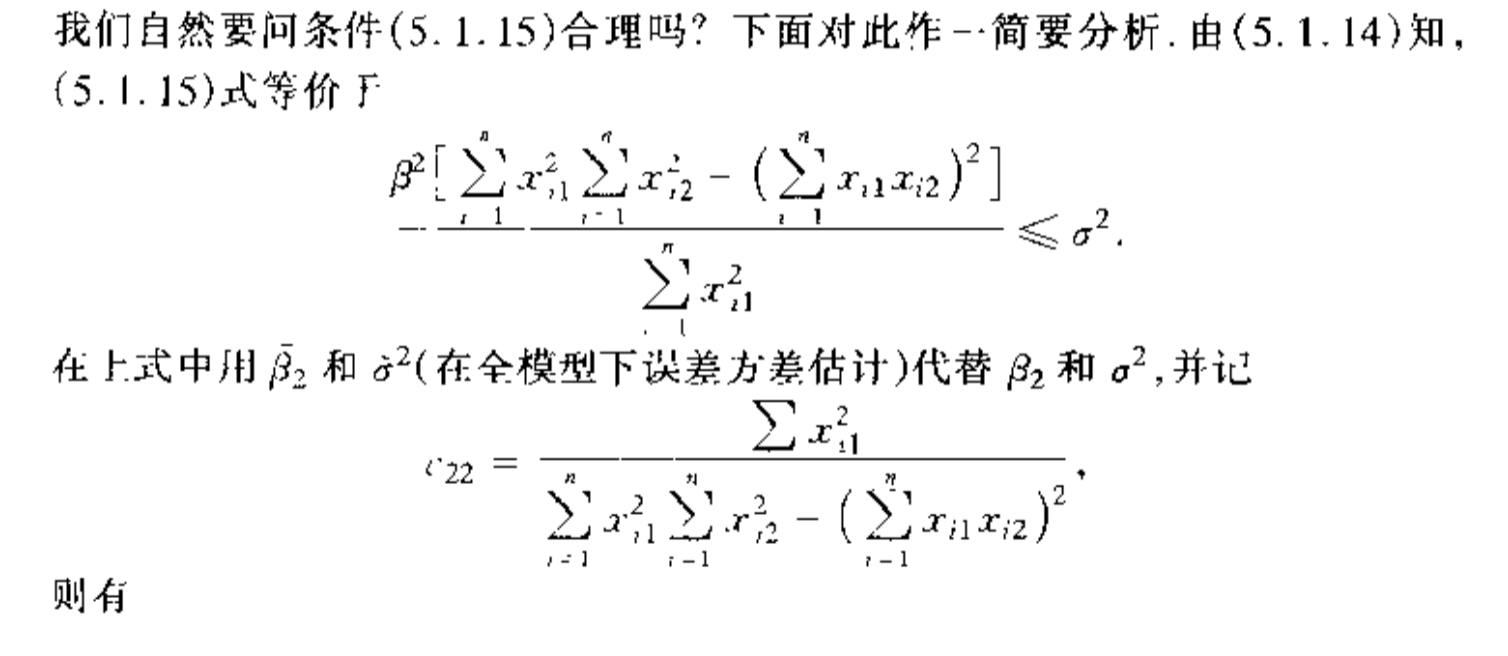 我们自然要问条件(5.1.15)合理吗? 下面对此作一简要分析.由(5.1.14)知,
(5.1.15)式等价于
$$\frac{\beta^2\left[\sum_{i=1}^{n}x_{i1}^2\sum_{i=1}^{n}x_{i2}^2-\left(\sum_{i=1}^{n}x_{i1}x_{i2}\right)^2\right]}{\sum_{i=1}^{n}x_{i1}^2}\leqslant\sigma^2.$$
在上式中用 $\tilde{\beta}_2$ 和 $\hat{\sigma}^2$(在全模型下误差方差估计)代替 $\beta_2$ 和 $\sigma^2$,并记
$$c_{22}=\frac{\sum x_{i1}^2}{\sum_{i=1}^{n}x_{i1}^2\sum_{i=1}^{n}x_{i2}^2-\left(\sum_{i=1}^{n}x_{i1}x_{i2}\right)^2},$$
则有